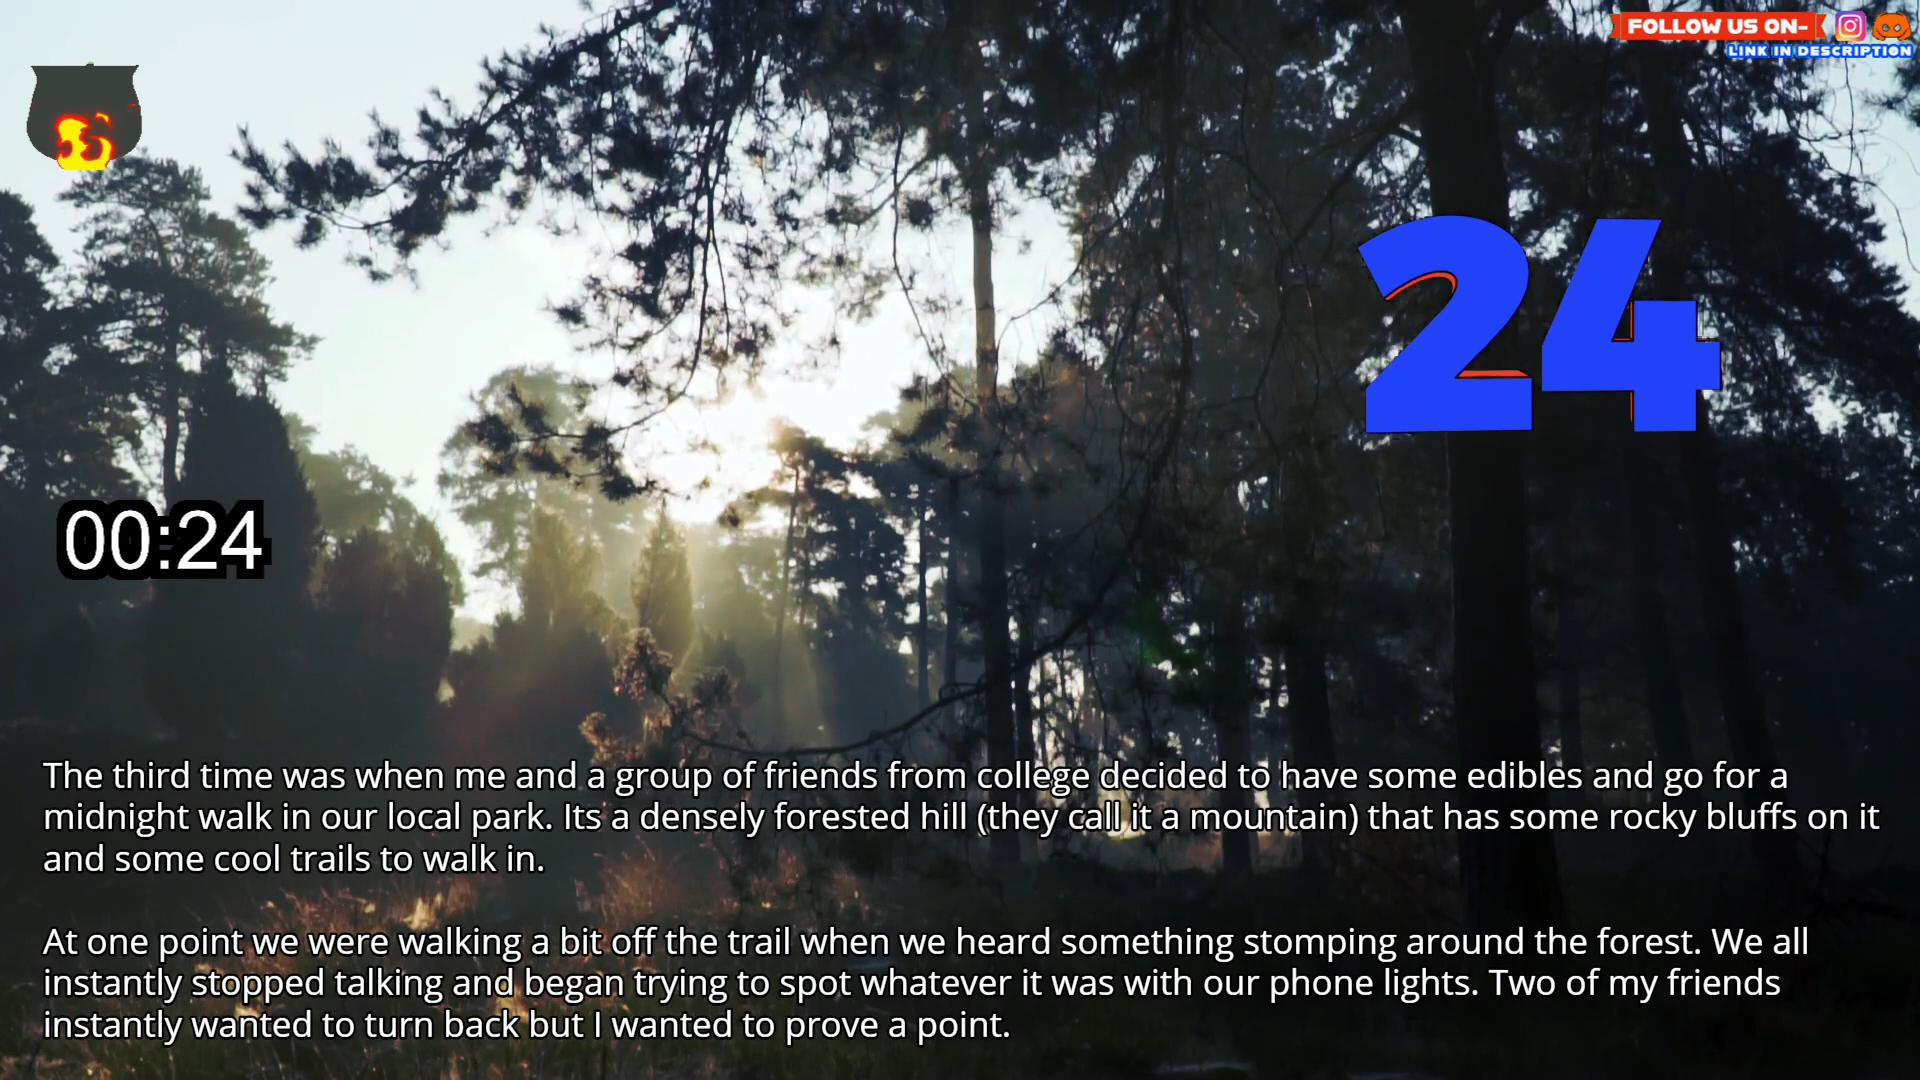 FOLLOW US ON-
LINK IN DESCRIPTION
24
00:24
The third time was when me and a group of friends from college decided to have some edibles and go for a
midnight walk in our local park. Its a densely forested hill (they call it a mountain) that has some rocky bluffs on it
and some cool trails to walk in.
At one point we were walking a bit off the trail when we heard something stomping around the forest. We all
instantly stopped talking and began trying to spot whatever it was with our phone lights. Two of my friends
instantly wanted to turn back but I wanted to prove a point.